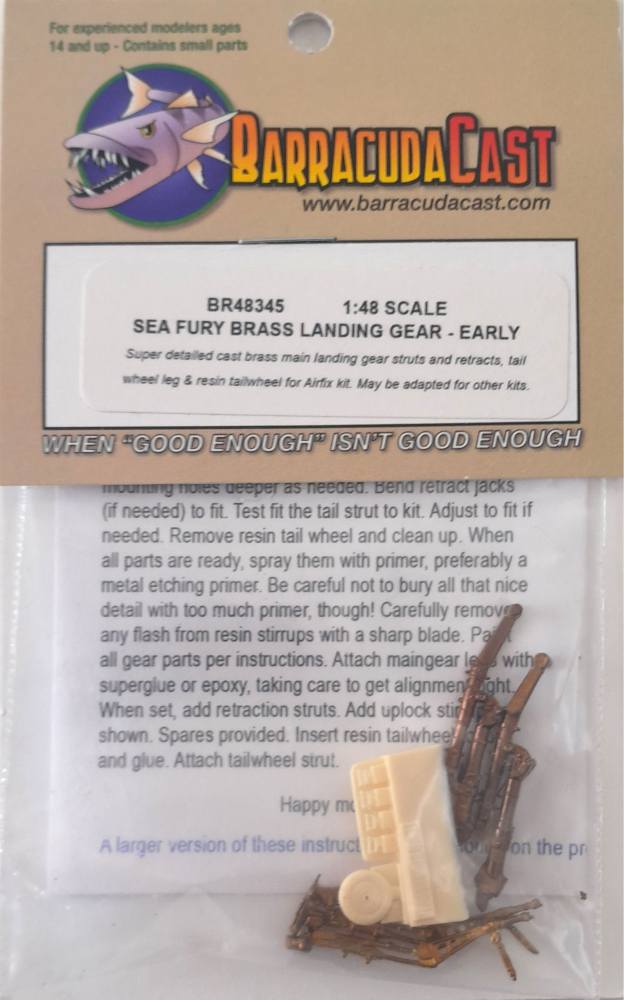 For experienced modelers ages
14 and up - Contains small parts
BARRACUDACAST
www.barracudacast.com
BR48345 1:48 SCALE
SEA FURY BRASS LANDING GEAR - EARLY
Super detailed cast brass main landing gear struts and retracts, tail
wheel leg & resin tailwheel for Airfix kit. May be adapted for other kits.
WHEN "GOOD ENOUGH" ISN'T GOOD ENOUGH
mounting holes deeper as needed. Bend retract jacks
(if needed) to fit. Test fit the tail strut to kit. Adjust to fit if
needed. Remove resin tail wheel and clean up. When
all parts are ready, spray them with primer, preferably a
metal etching primer. Be careful not to bury all that nice
detail with too much primer, though! Carefully remove
any flash from resin stirrups with a sharp blade.
all gear parts per instructions. Attach maingear with
superglue or epoxy, taking care to get
When set, add retraction struts. Add uplock
shown. Spares provided. Insert resin tailwheel
and glue. Attach tailwheel strut.
Happy
A larger version of these on the